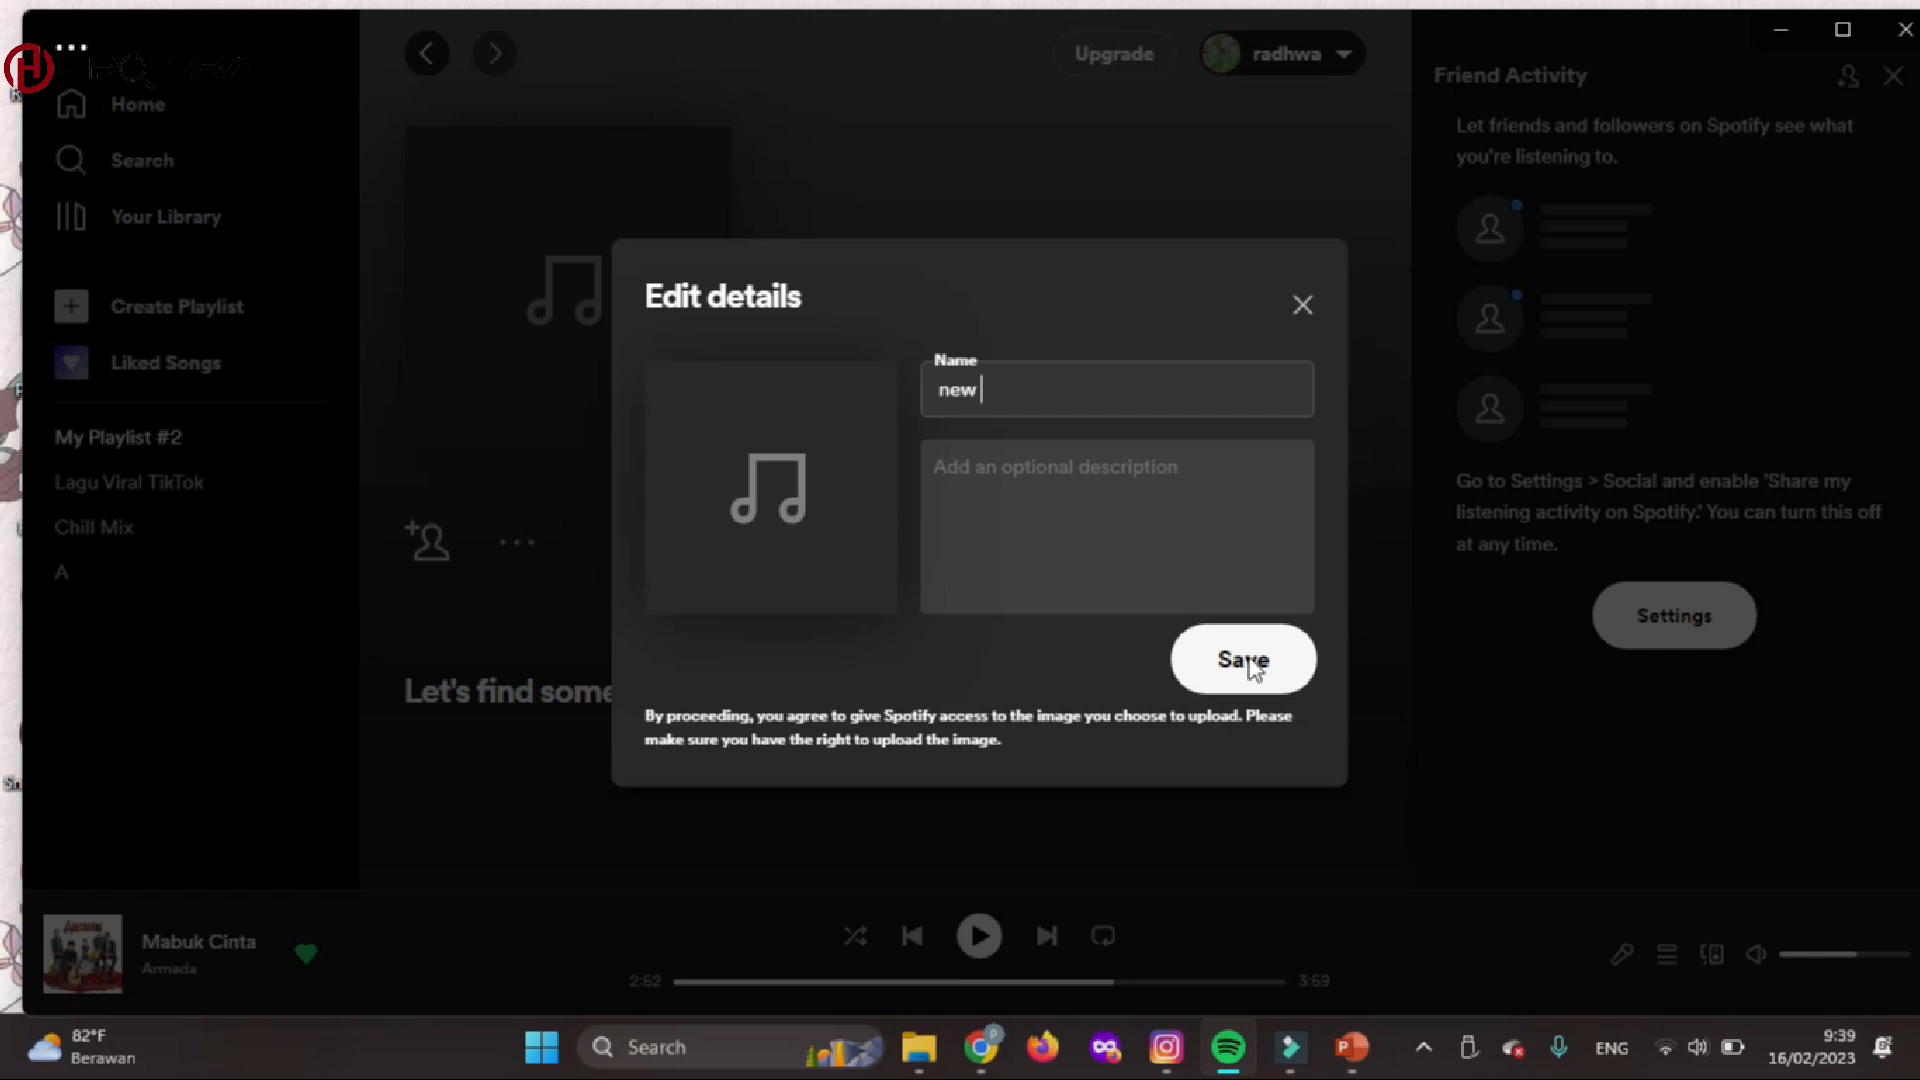 Upgrade
radhwa
Home
Search
Your Library
Create Playlist
Liked Songs
My Playlist #2
Lagu Viral TikTok
Chill Mix
A
Let's find some
Edit details
Name
new
Add an optional description
Save
By proceeding, you agree to give Spotify access to the image you choose to upload. Please
make sure you have the right to upload the image.
Friend Activity
Let friends and followers on Spotify see what
you're listening to.
Go to Settings > Social and enable 'Share my
listening activity on Spotify.' You can turn this off
at any time.
Settings
Mabuk Cinta
Armada
2:52
3:59
82°F
Berawan
Search
ENG
9:39
16/02/2023